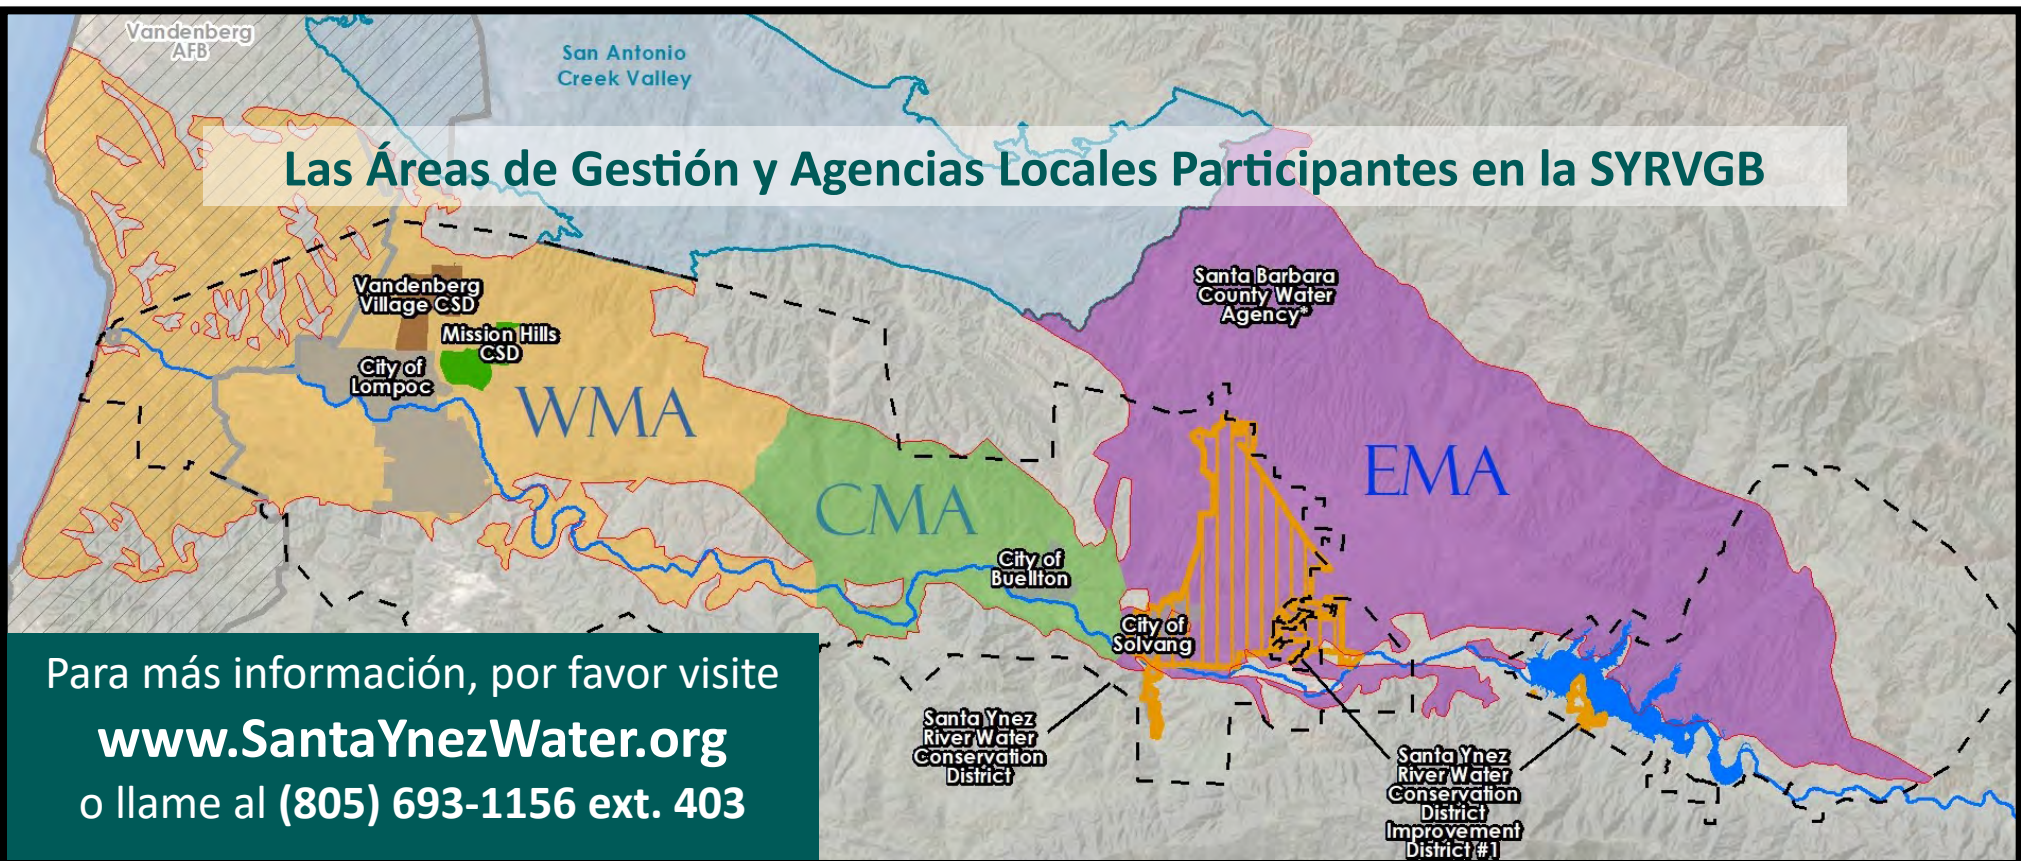 Vandenberg
AFB
San Antonio
Creek Valley
Las Áreas de Gestión y Agencias Locales Participantes en la SYRVGB
Santa Barbara
County Water
Agency*
Vandenberg
Village CSD
Mission Hills
CSD
City of
Lompoc
WMA
EMA
CMA
City of
Buellton
City of
Solvang
Santa Ynez
River Water
Conservation
District
Santa Ynez
River Water
Conservation
District
Improvement
District #1
Para más información, por favor visite
www.SantaYnezWater.org
o llame al (805) 693-1156 ext. 403